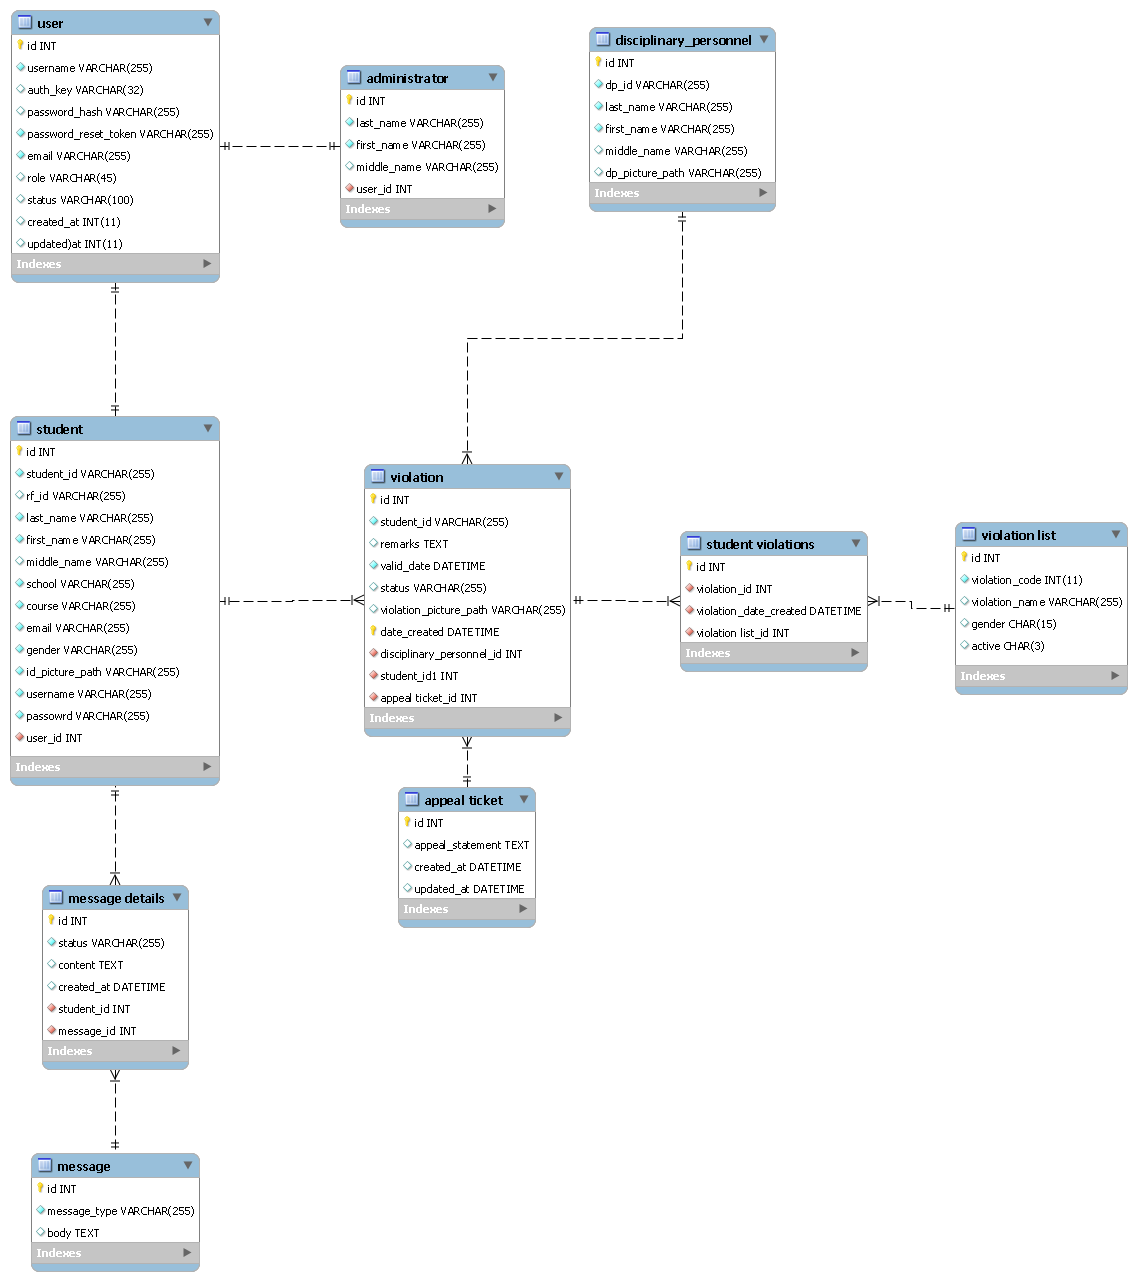 user
id INT
username VARCHAR(255)
auth_key VARCHAR(32)
password_hash VARCHAR(255)
password_reset_token VARCHAR(255)
email VARCHAR(255)
role VARCHAR(45)
status VARCHAR(100)
created_at INT(11)
updated)at INT(11)
Indexes
administrator
id INT
last_name VARCHAR(255)
first_name VARCHAR(255)
middle_name VARCHAR(255)
user_id INT
Indexes
disciplinary_personnel
id INT
dp_id VARCHAR(255)
last_name VARCHAR(255)
first_name VARCHAR(255)
middle_name VARCHAR(255)
dp_picture_path VARCHAR(255)
Indexes
student
id INT
student_id VARCHAR(255)
rf_id VARCHAR(255)
last_name VARCHAR(255)
first_name VARCHAR(255)
middle_name VARCHAR(255)
school VARCHAR(255)
course VARCHAR(255)
email VARCHAR(255)
gender VARCHAR(255)
id_picture_path VARCHAR(255)
username VARCHAR(255)
passowrd VARCHAR(255)
user_id INT
Indexes
violation
id INT
student_id VARCHAR(255)
remarks TEXT
valid_date DATETIME
status VARCHAR(255)
violation_picture_path VARCHAR(255)
date_created DATETIME
disciplinary_personnel_id INT
student_id1 INT
appeal ticket_id INT
Indexes
student violations
id INT
violation_id INT
violation_date_created DATETIME
violation list_id INT
Indexes
violation list
id INT
violation_code INT(11)
violation_name VARCHAR(255)
gender CHAR(15)
active CHAR(3)
Indexes
appeal ticket
id INT
appeal_statement TEXT
created_at DATETIME
updated_at DATETIME
Indexes
message details
id INT
status VARCHAR(255)
content TEXT
created_at DATETIME
student_id INT
message_id INT
Indexes
message
id INT
message_type VARCHAR(255)
body TEXT
Indexes